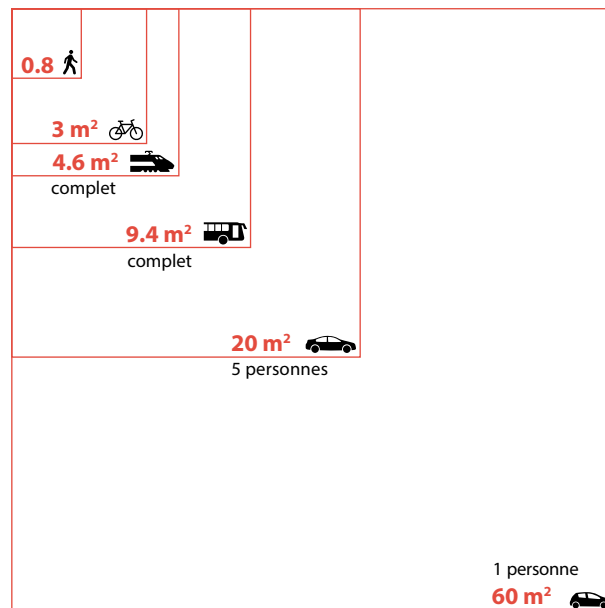 0.8
3 m²
4.6 m²
complet
9.4 m²
complet
20 m²
5 personnes
1 personne
60 m²